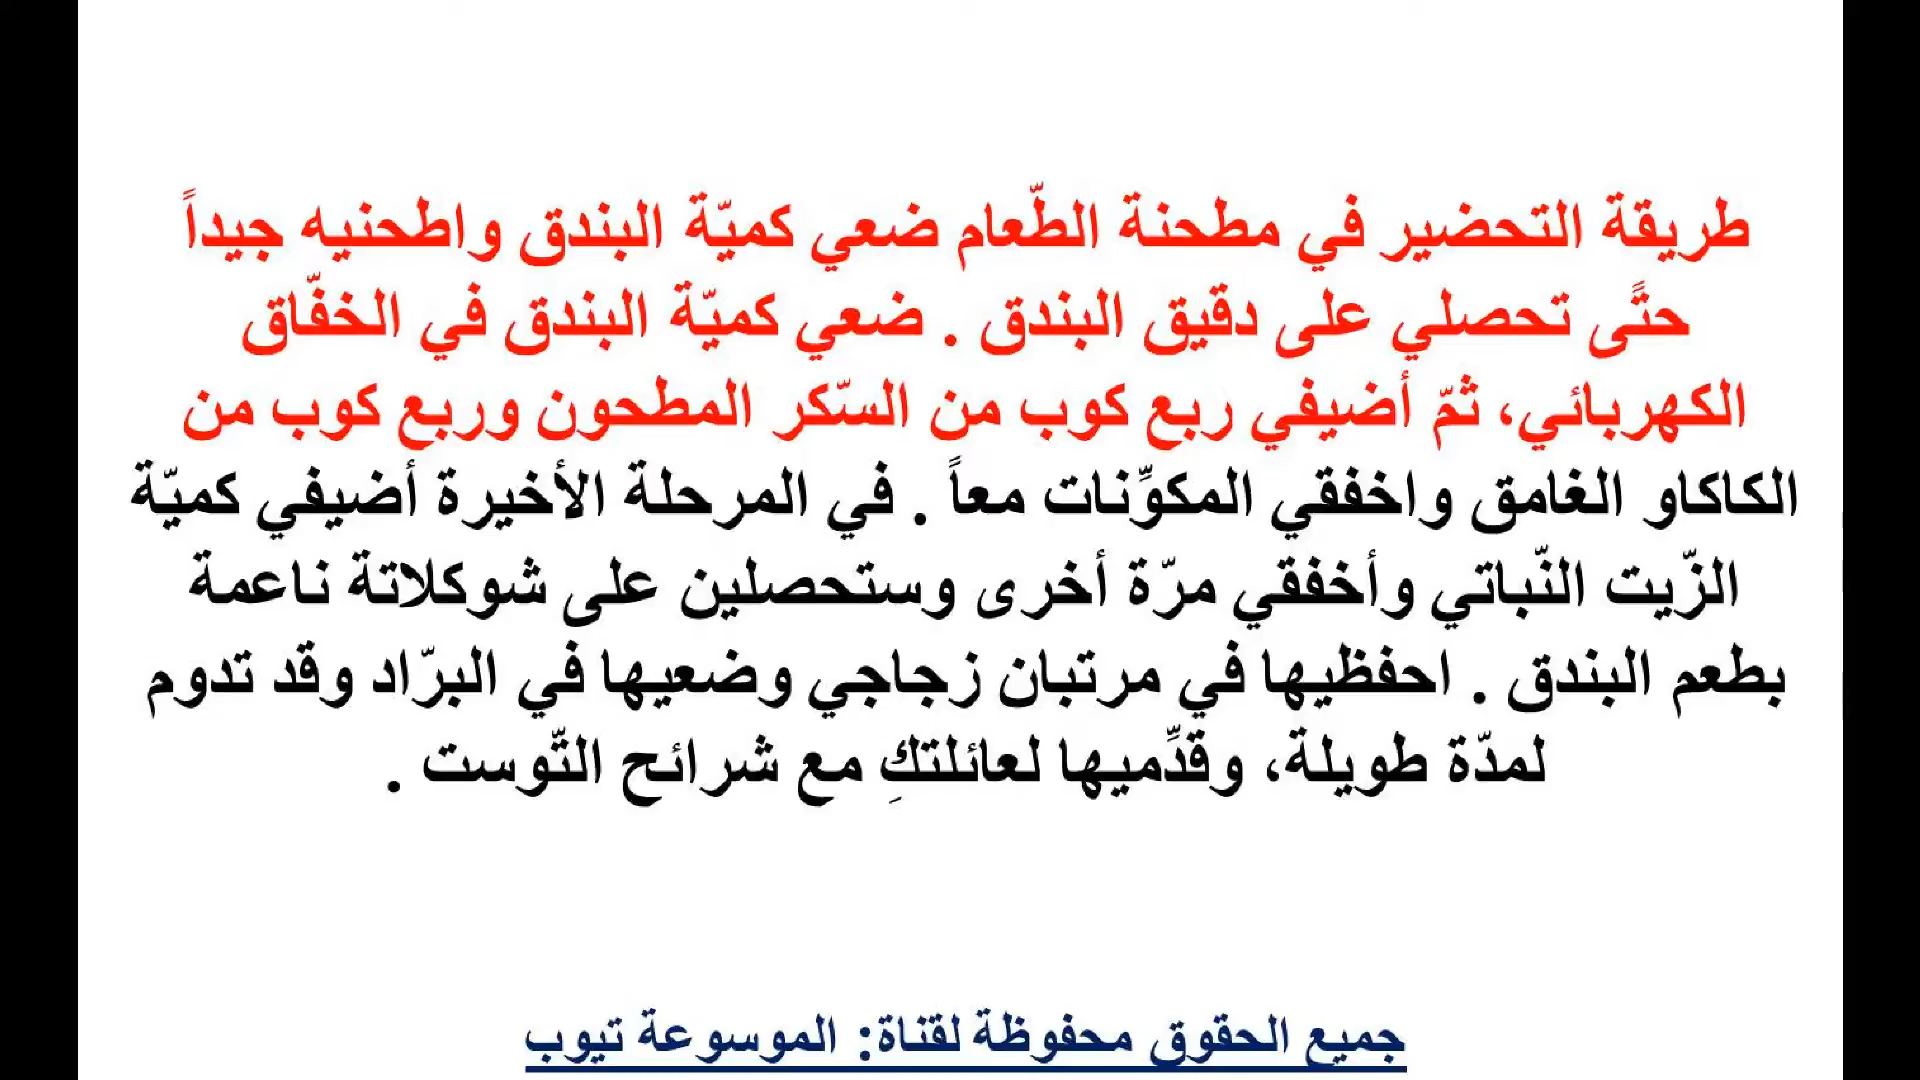 طريقة التحضير في مطحنة الطّعام ضعي كميّة البندق واطحنيه جيداً
حتًى تحصلي على دقيق البندق . ضعي كميّة البندق في الخفّاق
الكهربائي، ثمّ أضيفي ربع كوب من السّكر المطحون وربع كوب من
الكاكاو الغامق واخفقي المكوِّنات معاً . في المرحلة الأخيرة أضيفي كميّة
الزّيت النّباتي وأخفقي مرّة أخرى وستحصلين على شوكلاتة ناعمة
بطعم البندق . احفظيها في مرتبان زجاجي وضعيها في البرّاد وقد تدوم
لمدّة طويلة، وقدِّميها لعائلتكِ مع شرائح التّوست .
جميع الحقوق محفوظة لقناة: الموسوعة تيوب